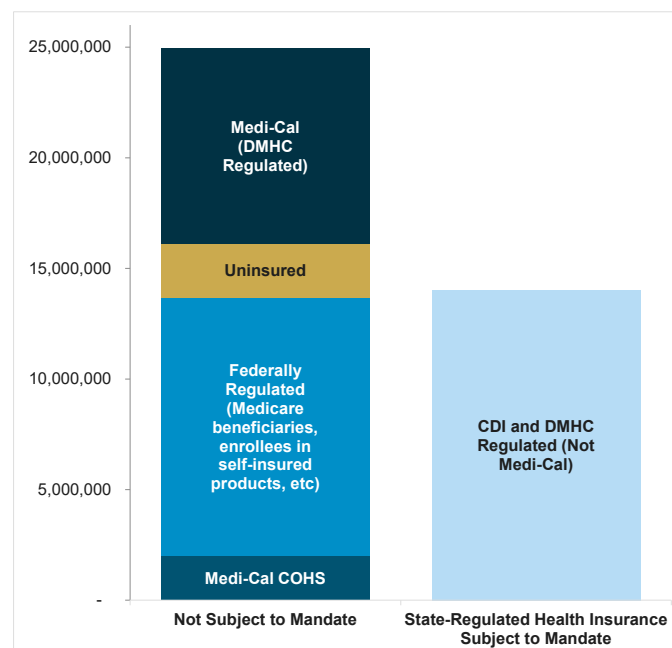 25,000,000
20,000,000
15,000,000
10,000,000
5,000,000
-
Medi-Cal
(DMHC
Regulated)
Uninsured
Federally
Regulated
(Medicare
beneficiaries,
enrollees in
self-insured
products, etc)
Medi-Cal COHS
CDI and DMHC
Regulated (Not
Medi-Cal)
Not Subject to Mandate
State-Regulated Health Insurance
Subject to Mandate